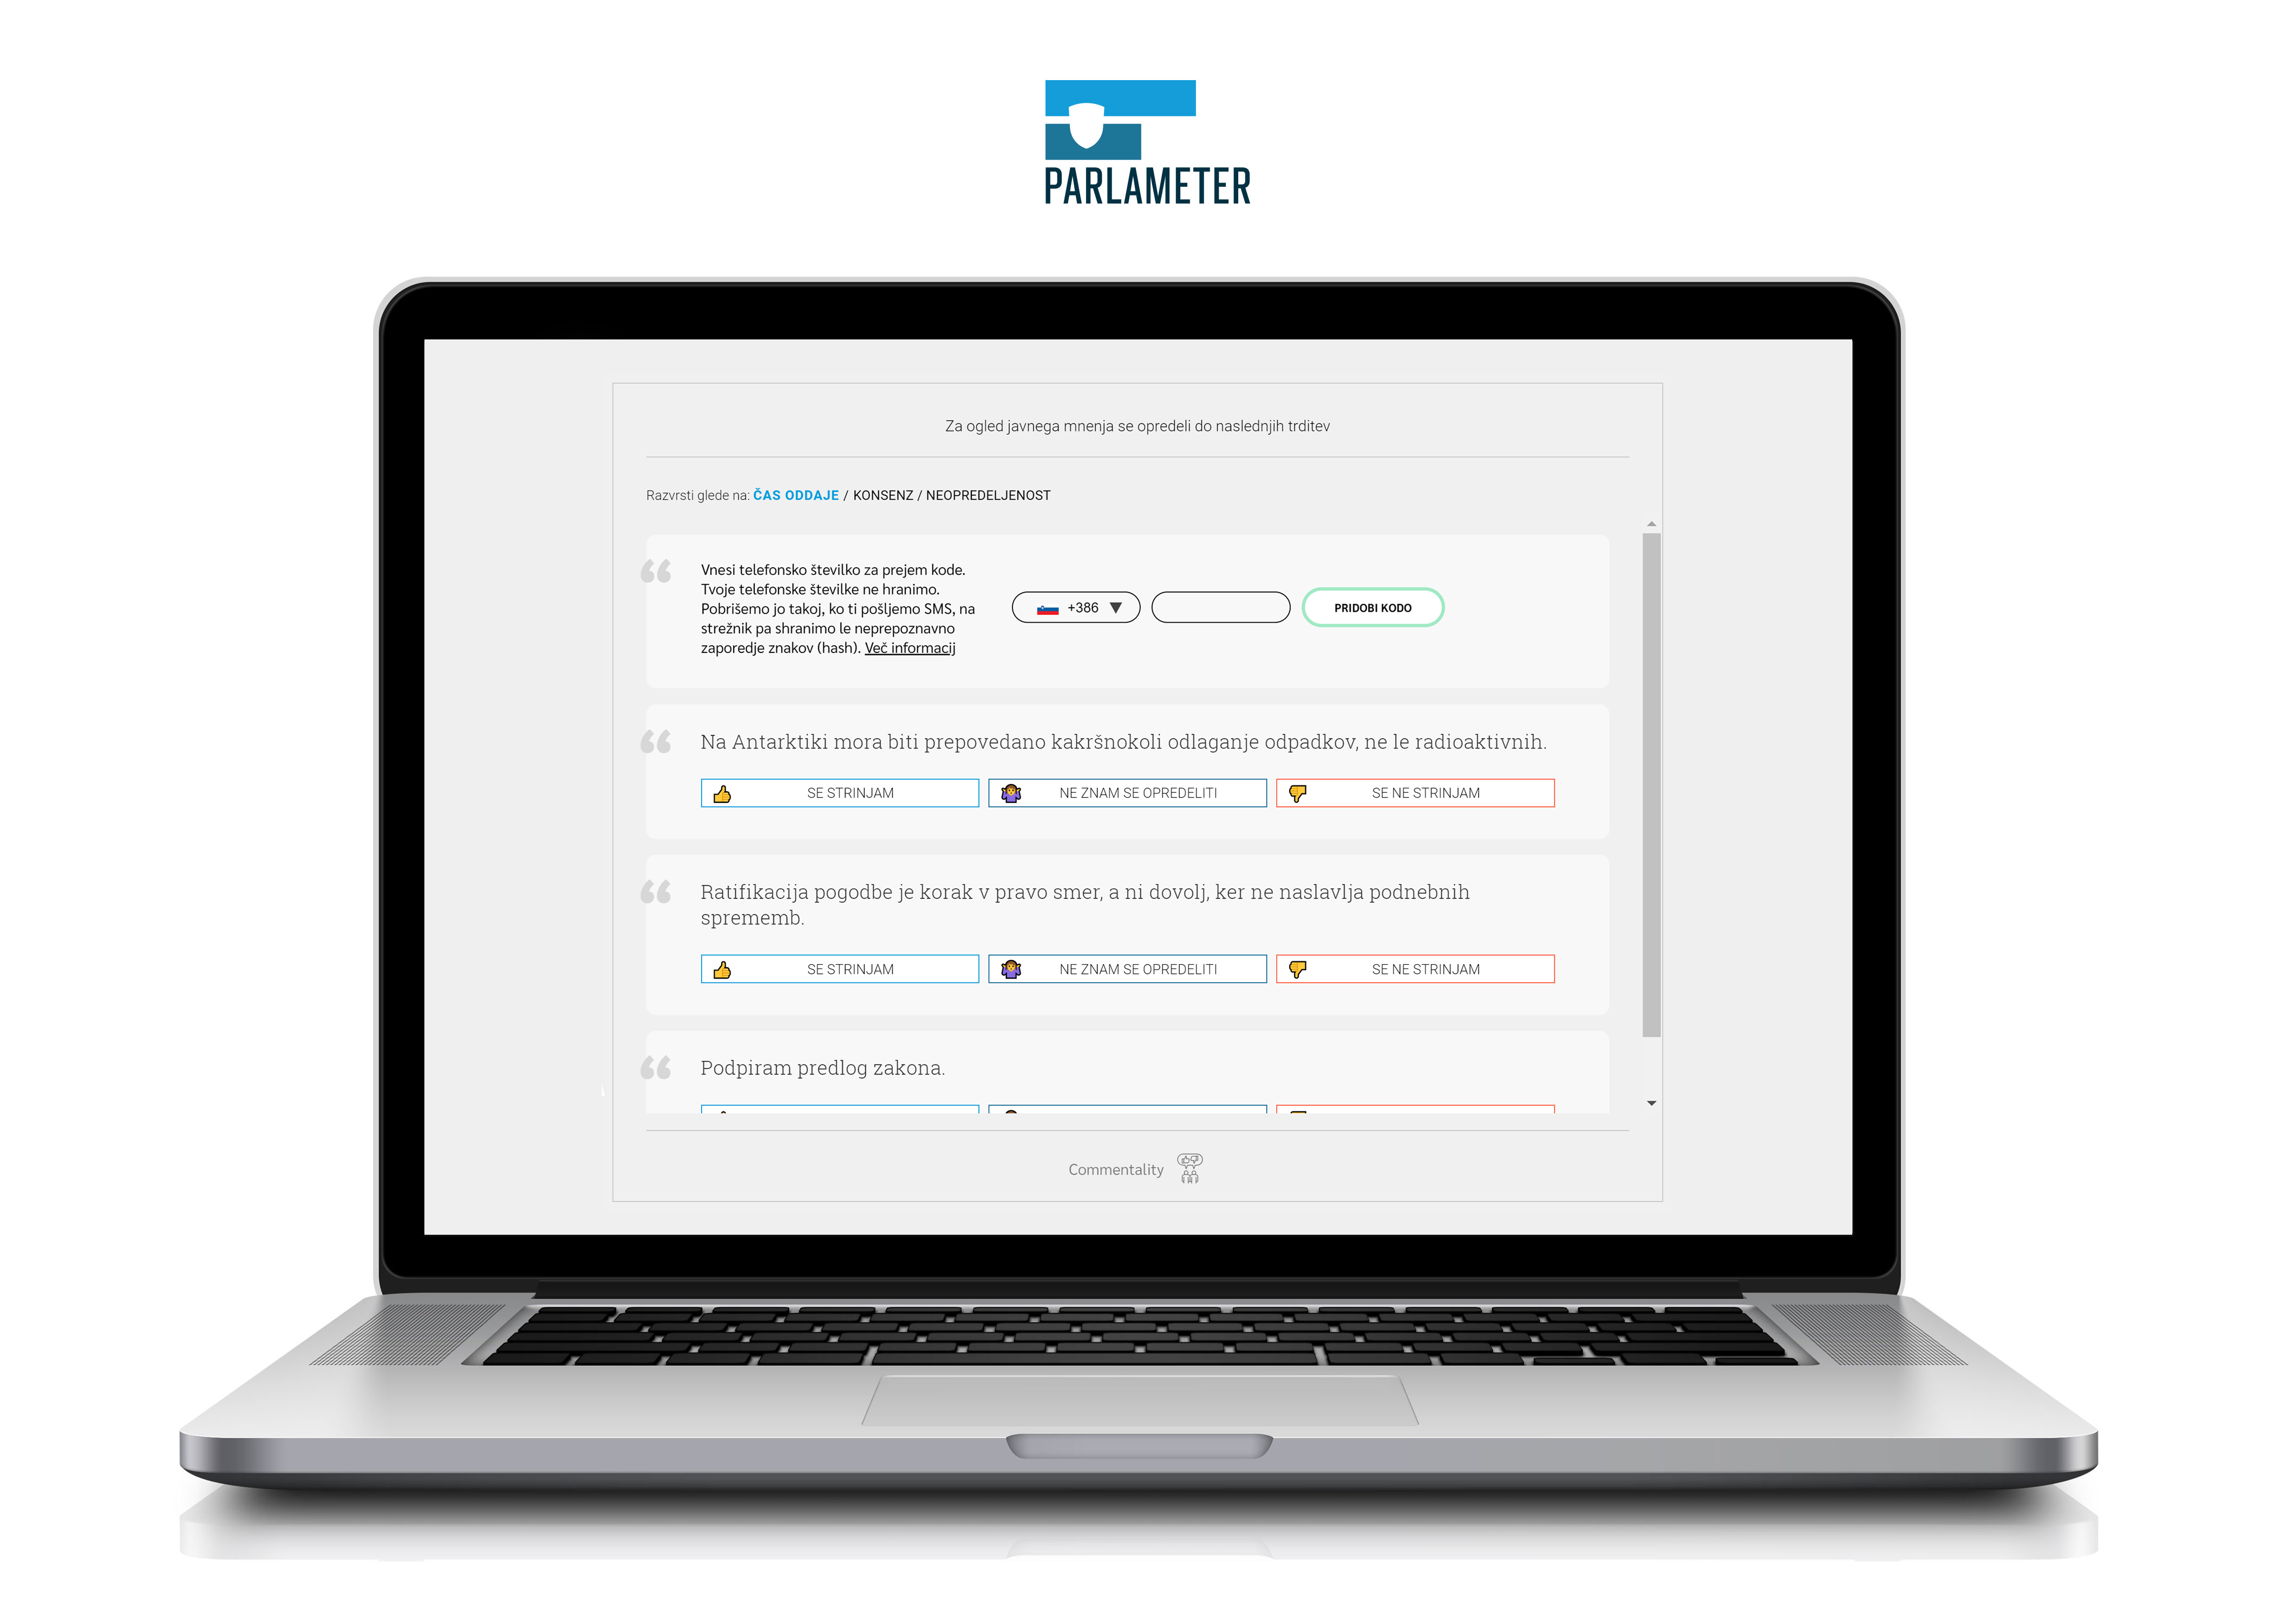 PARLAMETER
Za ogled javnega mnenja se opredeli do naslednjih trditev
Razvrsti glede na: ČAS ODDAJE / KONSENZ / NEOPREDELJENOST
Vnesi telefonsko številko za prejem kode.
Tvoje telefonske številke ne hranimo.
Pobrišemo jo takoj, ko ti pošljemo SMS, na
strežnik pa shranimo le neprepoznavno
zaporedje znakov (hash). Več informacij
+386
PRIDOBI KODO
Na Antarktiki mora biti prepovedano kakršnokoli odlaganje odpadkov, ne le radioaktivnih.
SE STRINJAM
NE ZNAM SE OPREDELITI
SE NE STRINJAM
Ratifikacija pogodbe je korak v pravo smer, a ni dovolj, ker ne naslavlja podnebnih
sprememb.
SE STRINJAM
NE ZNAM SE OPREDELITI
SE NE STRINJAM
Podpiram predlog zakona.
Commentality